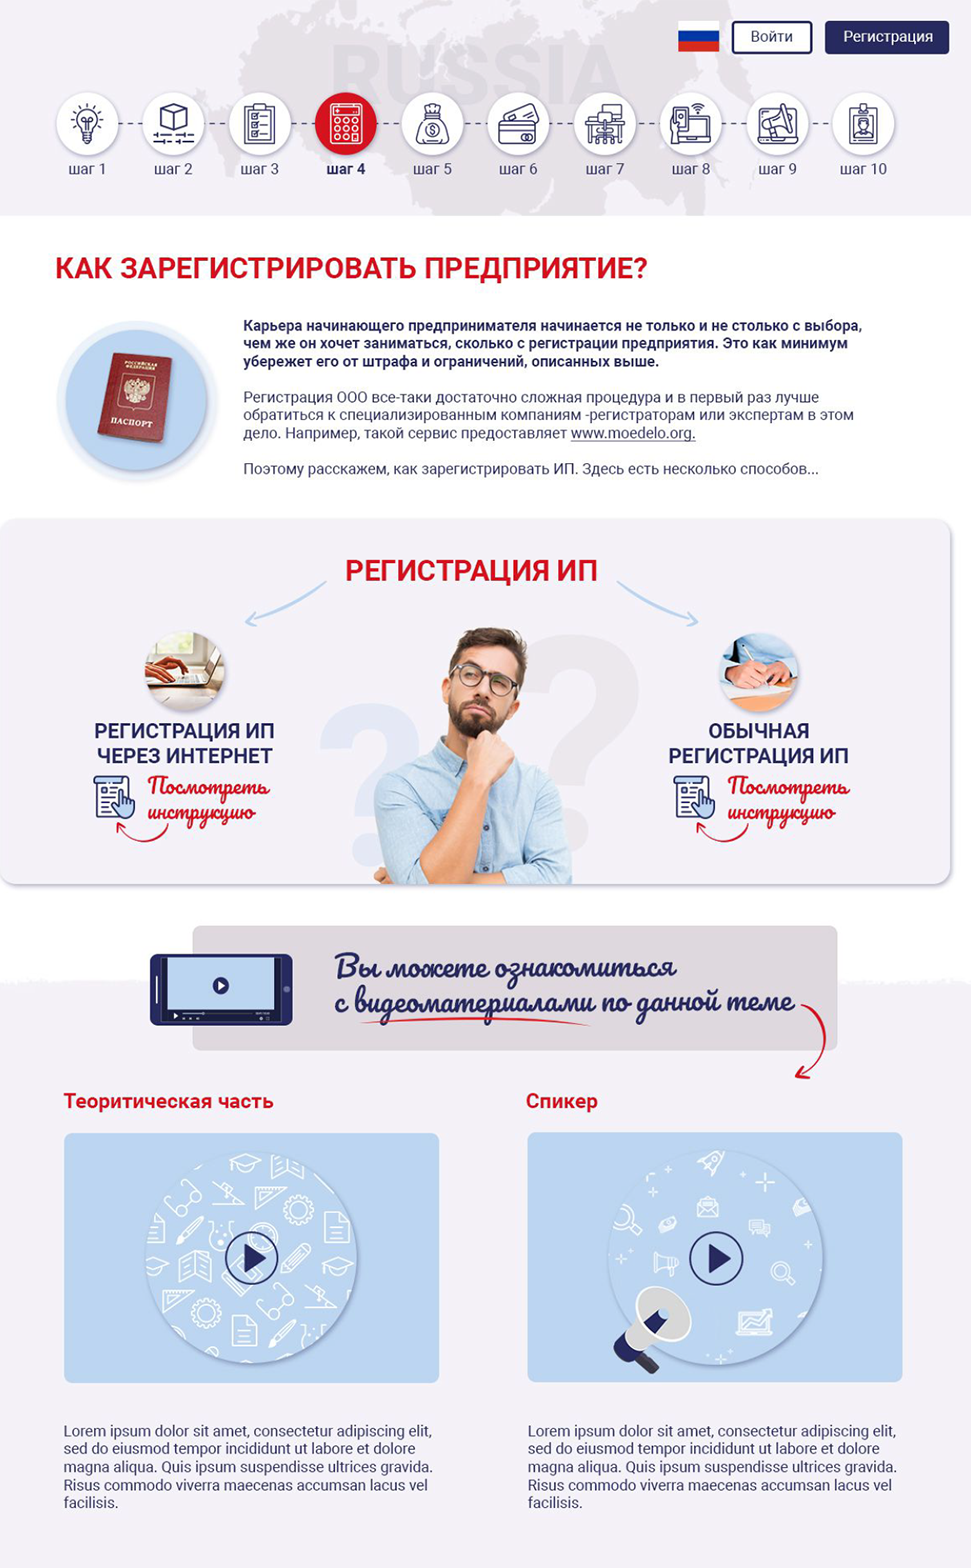 RUSSIA
Войти
Регистрация
шаг 1
шаг 2
шаг 3
шаг 4
шаг 5
шаг 6
шаг 7
шаг 8
шаг 9
шаг 10
КАК ЗАРЕГИСТРИРОВАТЬ ПРЕДПРИЯТИЕ?
РОССИЙСКАЯ
ФЕДЕРАЦИЯ
ПАСПОРТ
Карьера начинающего предпринимателя начинается не только и не столько с выбора,
чем же он хочет заниматься, сколько с регистрации предприятия. Это как минимум
убережет его от штрафа и ограничений, описанных выше.
Регистрация ООО все-таки достаточно сложная процедура и в первый раз лучше
обратиться к специализированным компаниям -регистраторам или экспертам в этом
дело. Например, такой сервис предоставляет www.moedelo.org.
Поэтому расскажем, как зарегистрировать ИП. Здесь есть несколько способов...
РЕГИСТРАЦИЯ ИП
РЕГИСТРАЦИЯ ИП
ЧЕРЕЗ ИНТЕРНЕТ
Посмотреть
инструкцию
ОБЫЧНАЯ
РЕГИСТРАЦИЯ ИП
Посмотреть
инструкцию
Вы можете ознакомиться
с видеоматериалами по данной теме
Теоритическая часть
Спикер
Lorem ipsum dolor sit amet, consectetur adipiscing elit,
sed do eiusmod tempor incididunt ut labore et dolore
magna aliqua. Quis ipsum suspendisse ultrices gravida.
Risus commodo viverra maecenas accumsan lacus vel
facilisis.
Lorem ipsum dolor sit amet, consectetur adipiscing elit,
sed do eiusmod tempor incididunt ut labore et dolore
magna aliqua. Quis ipsum suspendisse ultrices gravida.
Risus commodo viverra maecenas accumsan lacus vel
facilisis.